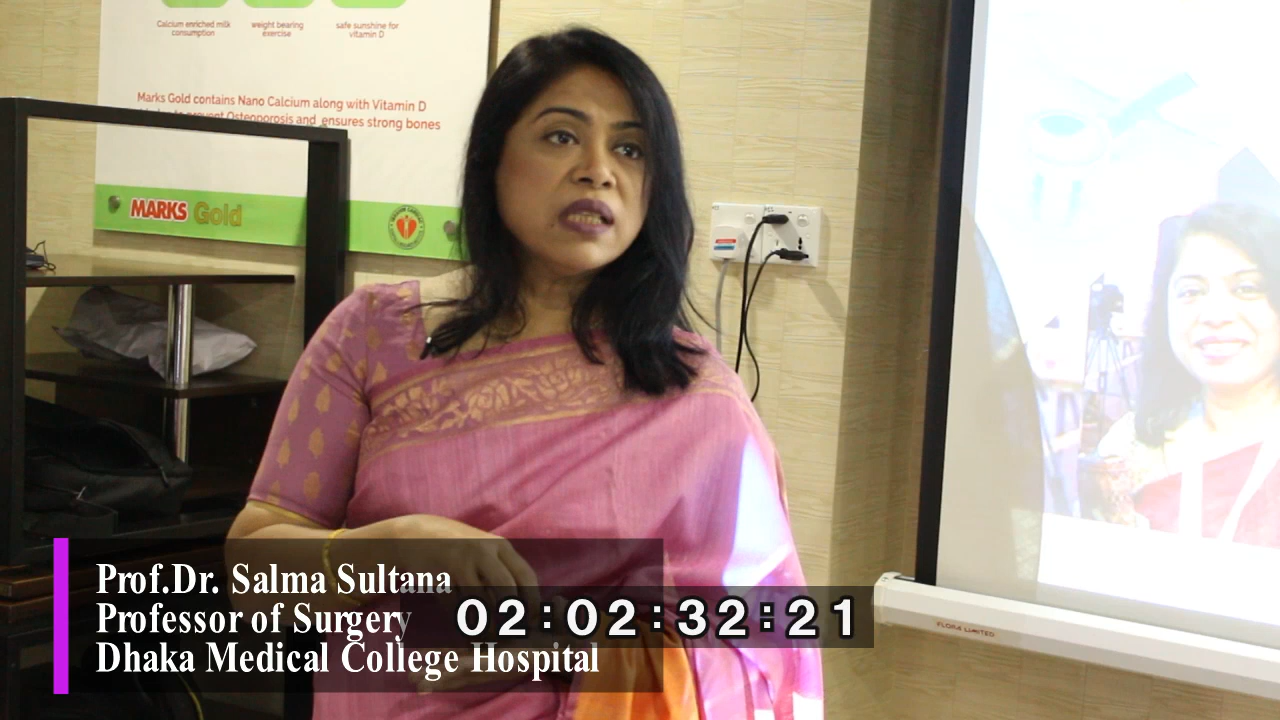 Calcium enriched milk
consumption
weight bearing
exercise
safe sunshine for
vitamin D
Marks Gold contains Nano Calcium along with Vitamin D
prevent Osteoporosis and ensures strong bones
MARKS Gold
Prof.Dr. Salma Sultana
Professor of Surgery
Dhaka Medical College Hospital
02:02:32:21
FLORA LIMITED